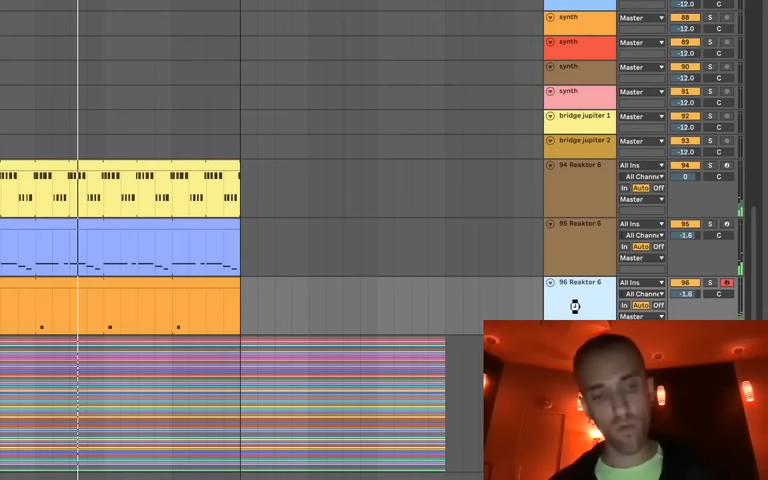 -12.0 C
synth Master 88 S
-12.0 C
synth Master 89 S
-12.0 C
synth Master 90 S
-12.0 C
synth Master 91 S
-12.0 C
bridge jupiter 1 Master 92 S
-12.0 C
bridge jupiter 2 Master 93 S
-12.0 C
94 Reaktor 6 All Ins 94 S
All Channe 0 C
In Auto Off
Master
95 Reaktor 6 All Ins 95 S
All Channe -1.6 C
In Auto Off
Master
96 Reaktor 6 All Ins 96 S
All Channe -1.6 C
In Auto Off
Master